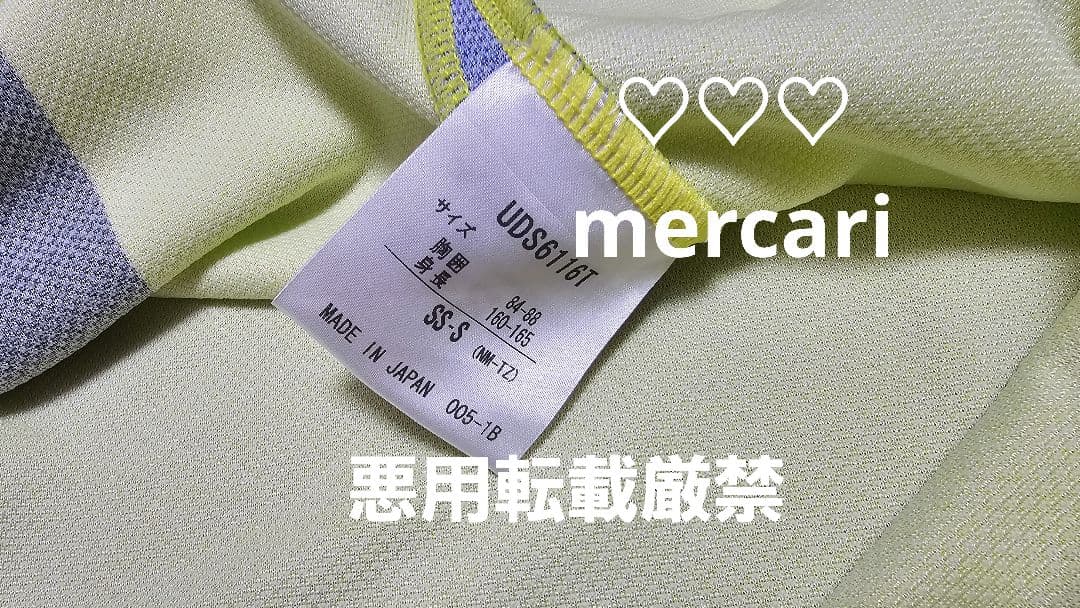 ♡♡♡
mercari
UDS6116T
サイズ
胸囲 84-88
身長 160-165
SS-S (NM-TZ)
MADE IN JAPAN 005-1B
悪用転載厳禁